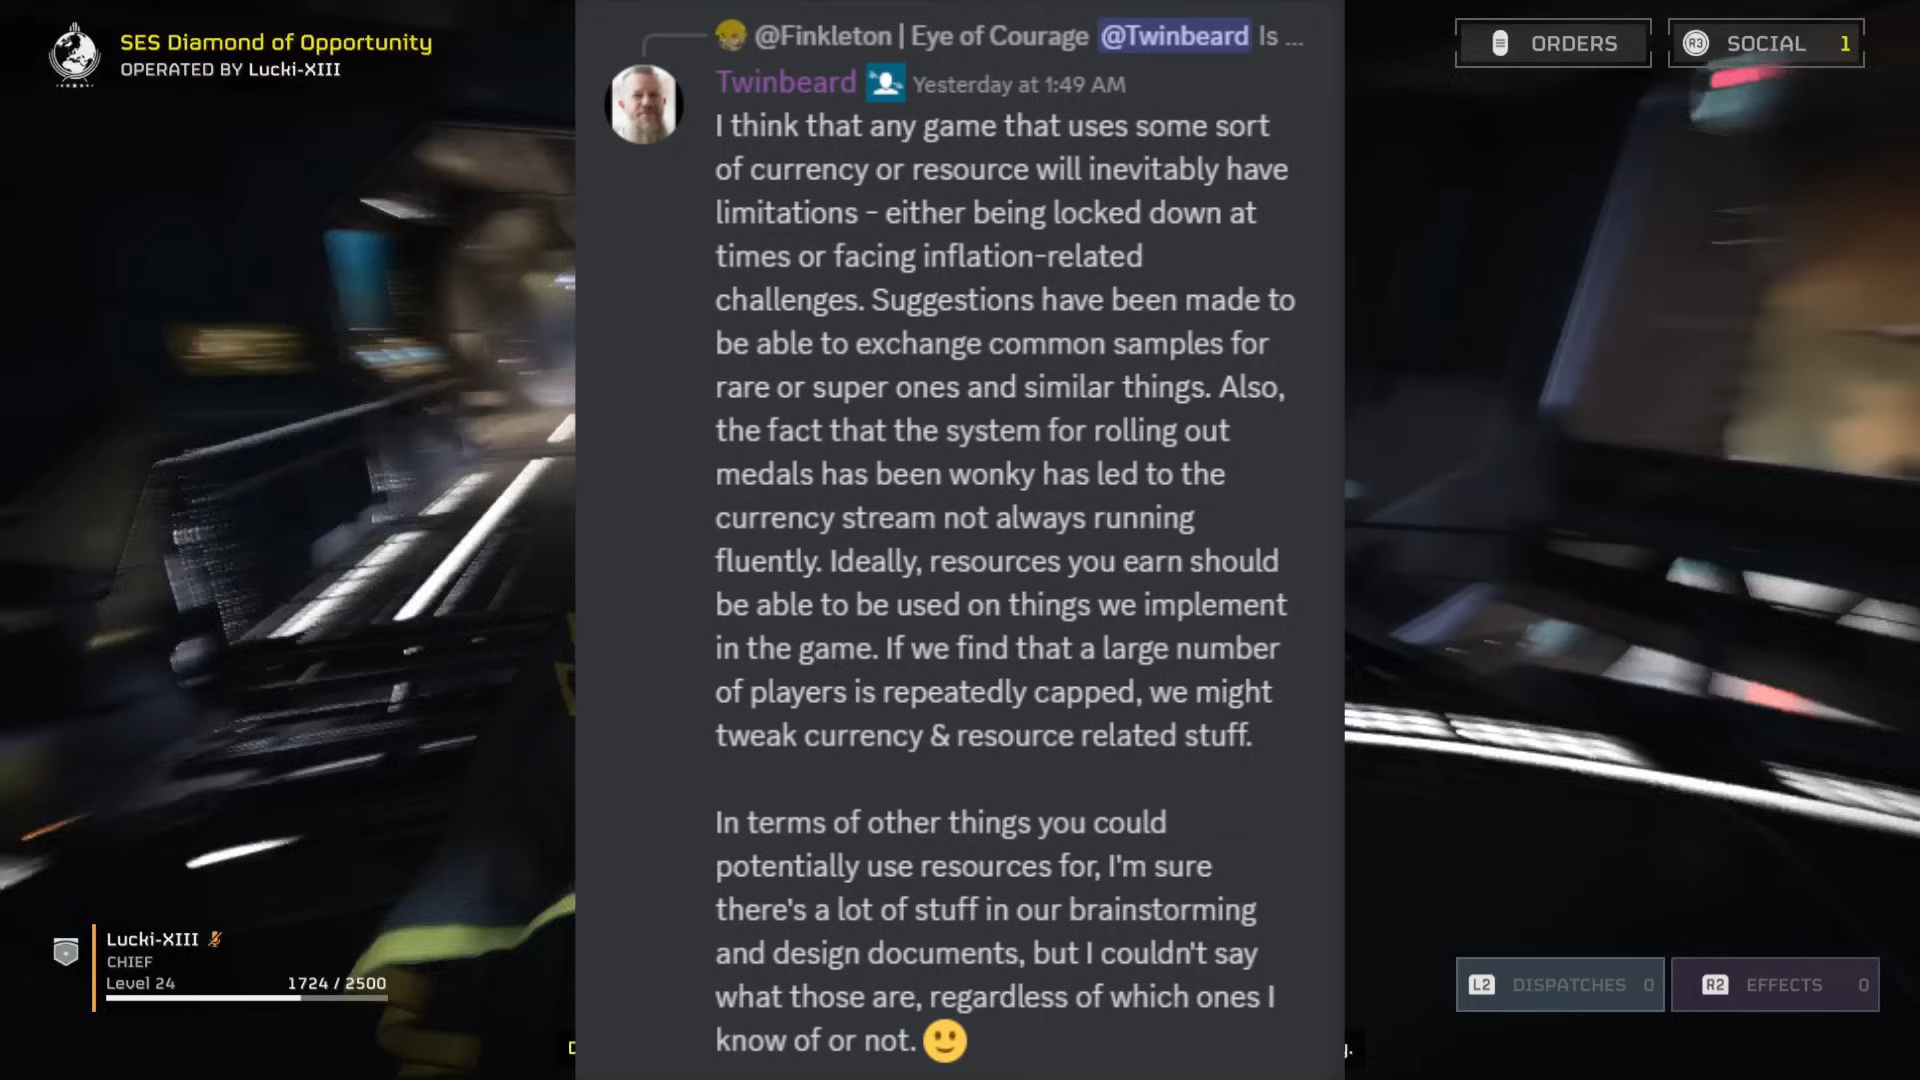 SES Diamond of Opportunity
OPERATED BY Lucki-XIII
ORDERS
R3 SOCIAL 1
@Finkleton | Eye of Courage @Twinbeard Is ...
Twinbeard Yesterday at 1:49 AM
I think that any game that uses some sort
of currency or resource will inevitably have
limitations - either being locked down at
times or facing inflation-related
challenges. Suggestions have been made to
be able to exchange common samples for
rare or super ones and similar things. Also,
the fact that the system for rolling out
medals has been wonky has led to the
currency stream not always running
fluently. Ideally, resources you earn should
be able to be used on things we implement
in the game. If we find that a large number
of players is repeatedly capped, we might
tweak currency & resource related stuff.
In terms of other things you could
potentially use resources for, I'm sure
there's a lot of stuff in our brainstorming
and design documents, but I couldn't say
what those are, regardless of which ones I
know of or not. 🙂
Lucki-XIII
CHIEF
Level 24 1724 / 2500
L2 DISPATCHES 0
R2 EFFECTS 0